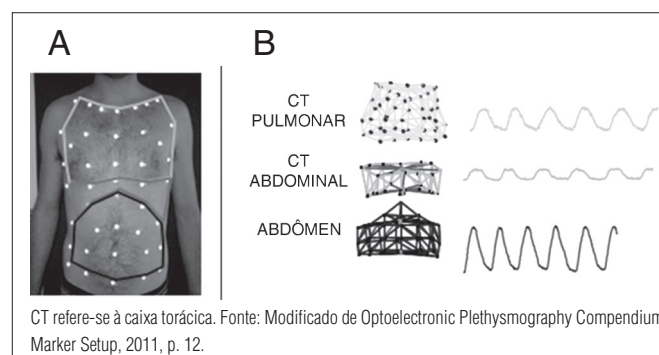 A
B
CT
PULMONAR
CT
ABDOMINAL
ABDÔMEN
CT refere-se à caixa torácica. Fonte: Modificado de Optoelectronic Plethysmography Compendium
Marker Setup, 2011, p. 12.